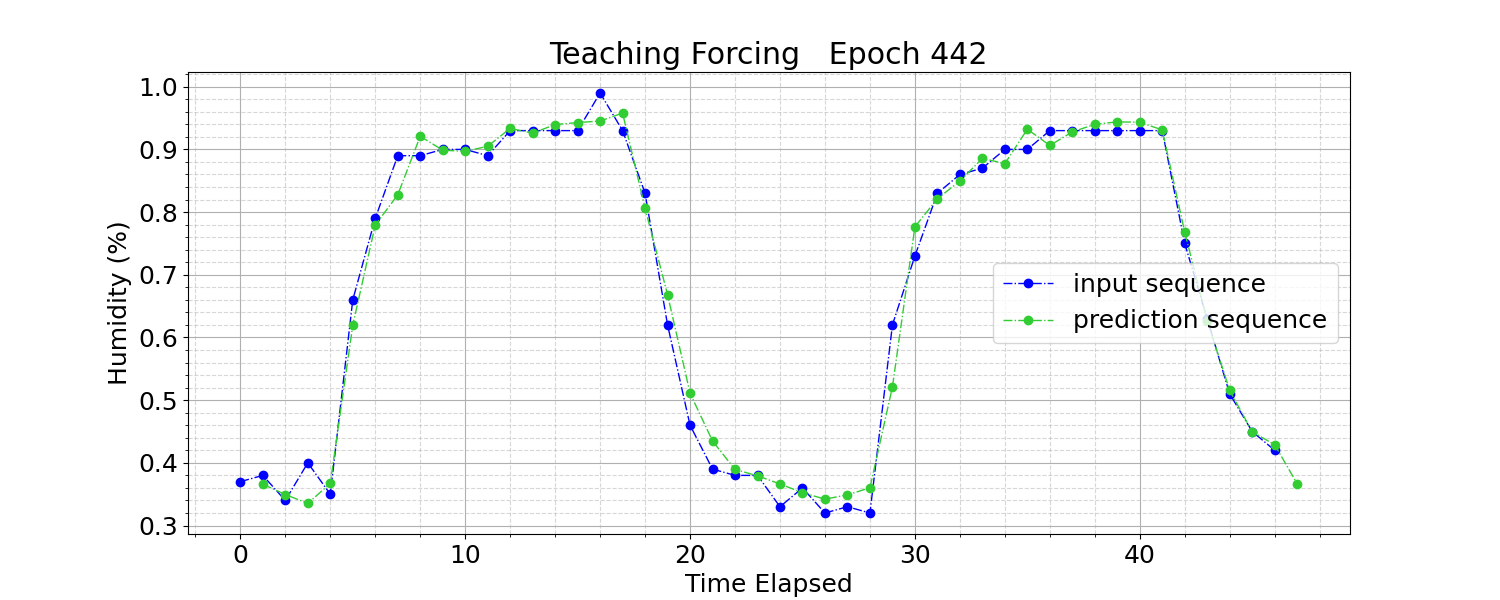 Teaching Forcing   Epoch 442
Humidity (%)
1.0
0.9
0.8
0.7
0.6
0.5
0.4
0.3
input sequence
prediction sequence
0 10 20 30 40
Time Elapsed